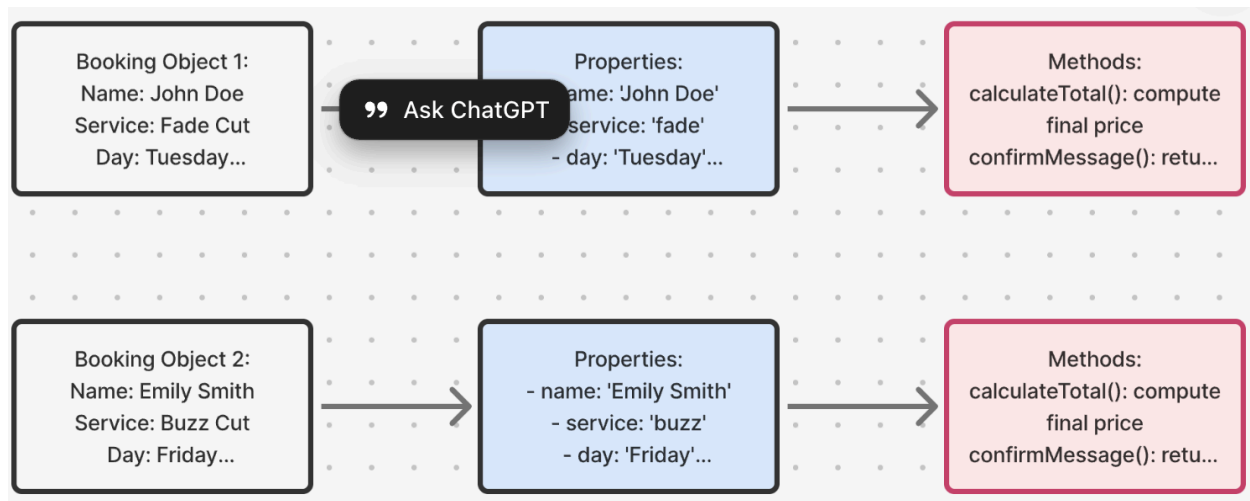 Booking Object 1:
Name: John Doe
Service: Fade Cut
Day: Tuesday...
❞ Ask ChatGPT
Properties:
ame: 'John Doe'
service: 'fade'
- day: 'Tuesday'...
Methods:
calculateTotal(): compute
final price
confirmMessage(): retu...
Booking Object 2:
Name: Emily Smith
Service: Buzz Cut
Day: Friday...
Properties:
- name: 'Emily Smith'
- service: 'buzz'
- day: 'Friday'...
Methods:
calculateTotal(): compute
final price
confirmMessage(): retu...